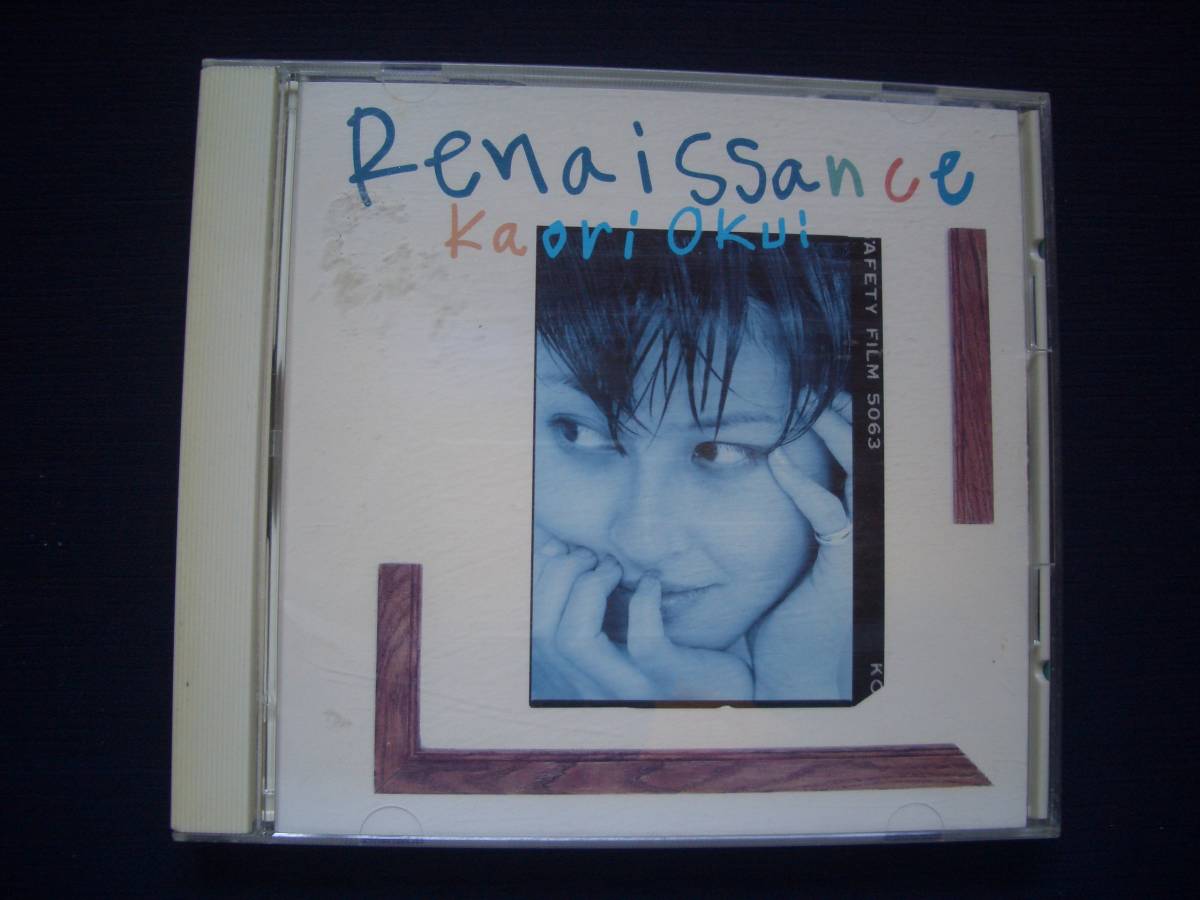 Renaissance
Kaori Okui
AFETY FILM 5063
KO